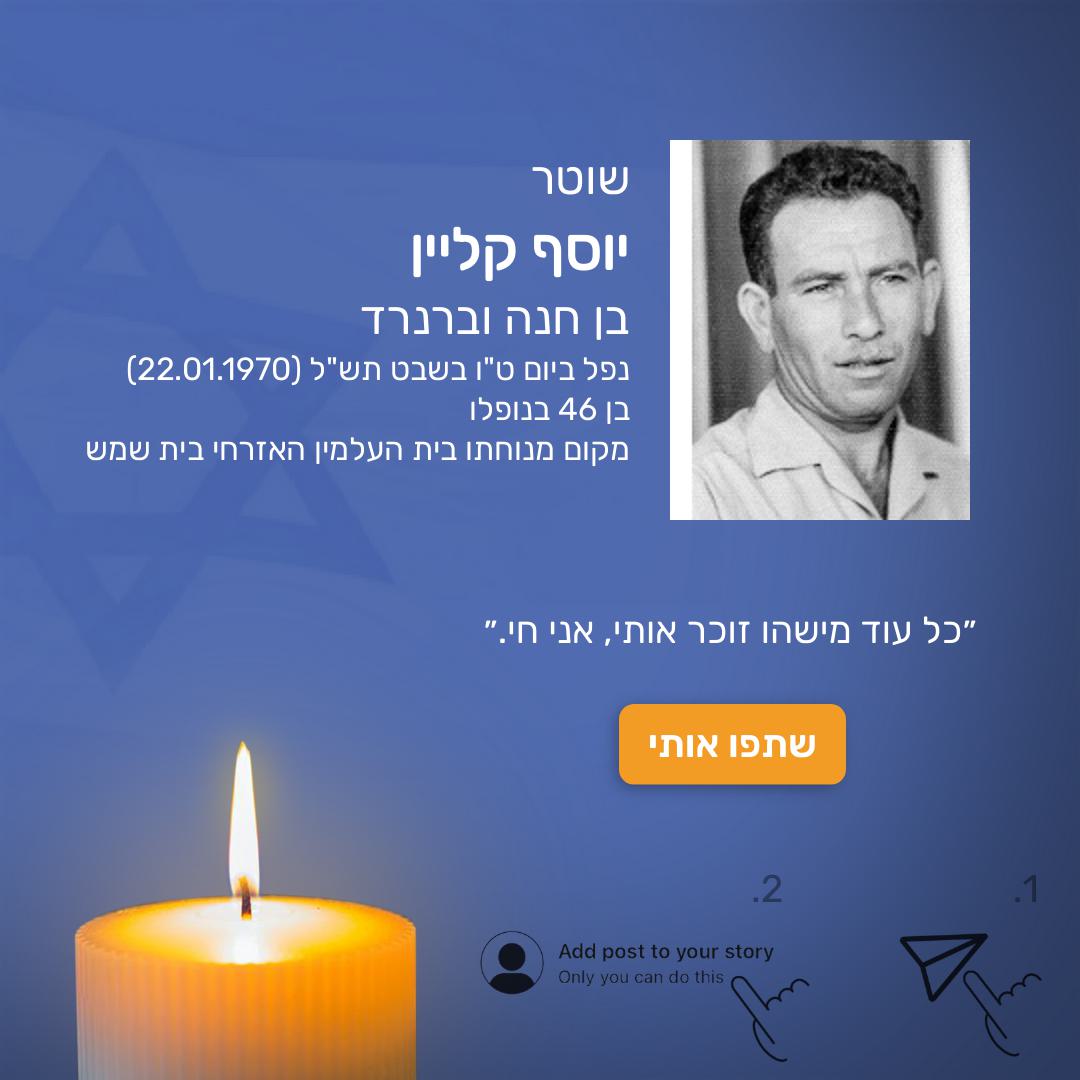 שוטר
יוסף קליין
בן חנה וברנרד
נפל ביום ט"ו בשבט תש"ל (22.01.1970)
בן 46 בנופלו
מקום מנוחתו בית העלמין האזרחי בית שמש
״כל עוד מישהו זוכר אותי, אני חי.״
שתפו אותי
1.
2.
Add post to your story
Only you can do this